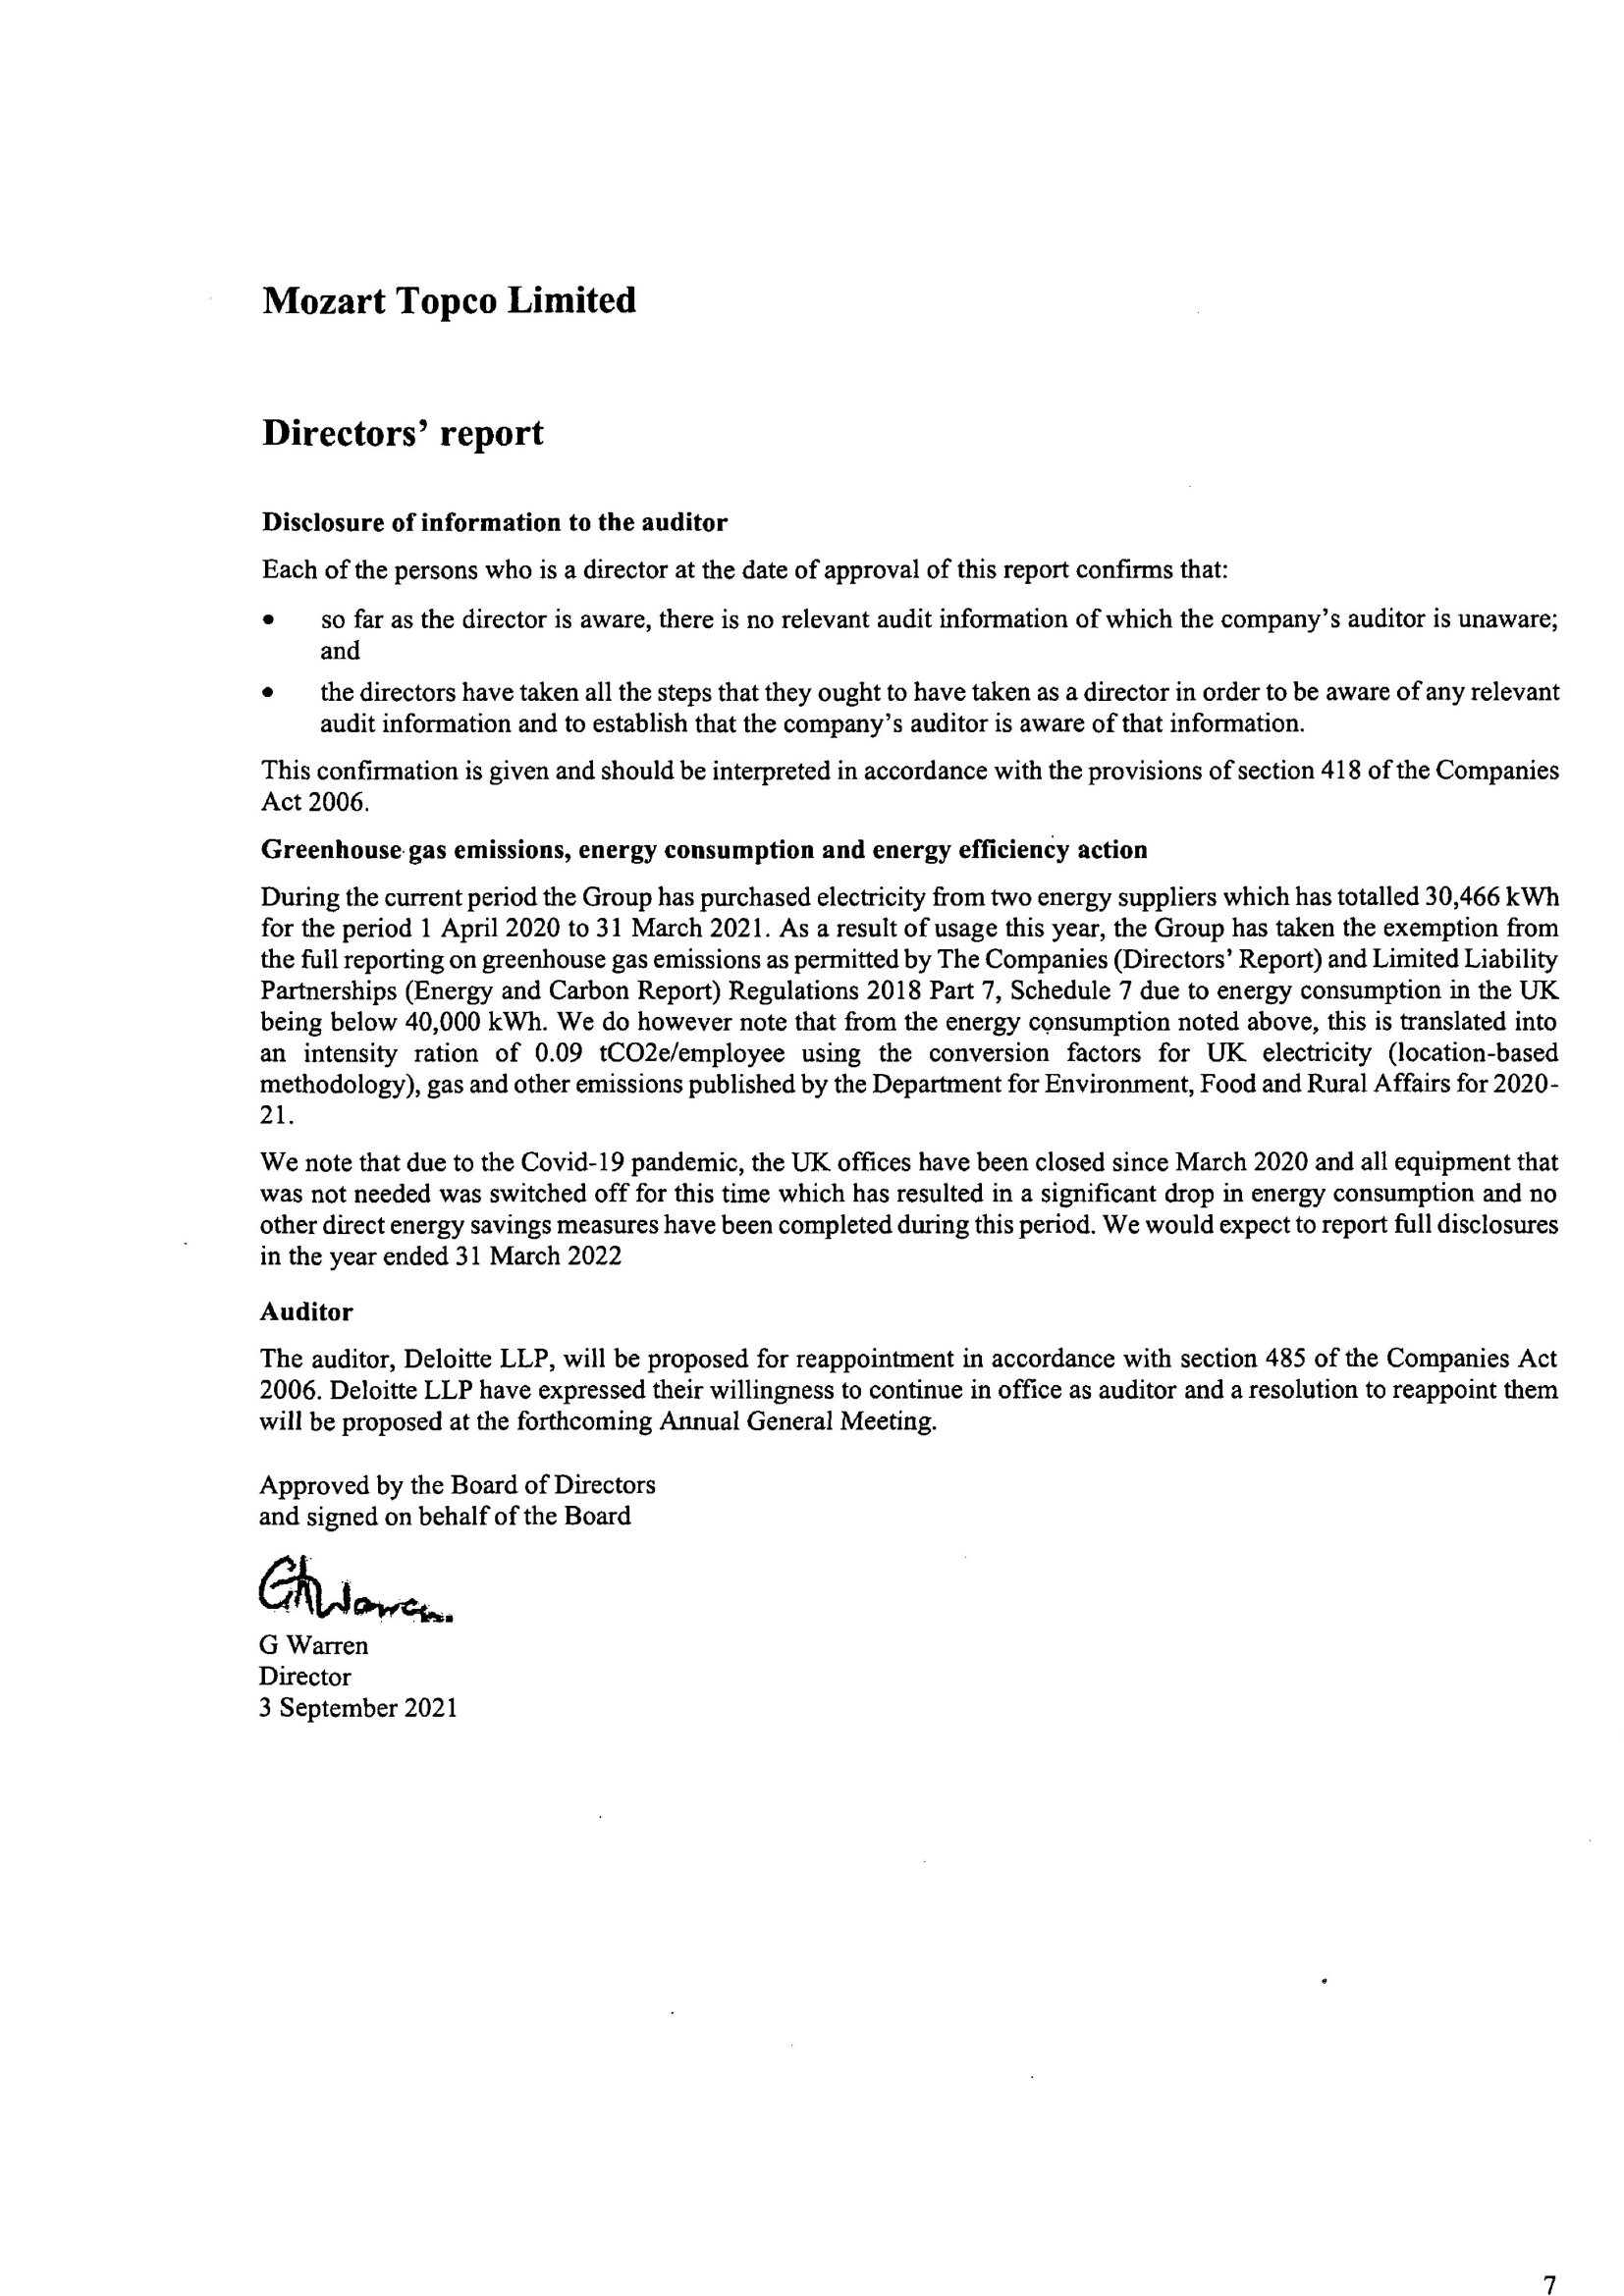 Mozart Topco Limited
Directors' report
Disclosure of information to the auditor
Each of the persons who is a director at the date of approval of this report confirms that:
• so far as the director is aware, there is no relevant audit information of which the company's auditor is unaware;
and
• the directors have taken all the steps that they ought to have taken as a director in order to be aware of any relevant
audit information and to establish that the company's auditor is aware of that information.
This confirmation is given and should be interpreted in accordance with the provisions of section 418 of the Companies
Act 2006.
Greenhouse gas emissions, energy consumption and energy efficiency action
During the current period the Group has purchased electricity from two energy suppliers which has totalled 30,466 kWh
for the period 1 April 2020 to 31 March 2021. As a result of usage this year, the Group has taken the exemption from
the full reporting on greenhouse gas emissions as permitted by The Companies (Directors' Report) and Limited Liability
Partnerships (Energy and Carbon Report) Regulations 2018 Part 7, Schedule 7 due to energy consumption in the UK
being below 40,000 kWh. We do however note that from the energy consumption noted above, this is translated into
an intensity ration of 0.09 tCO2e/employee using the conversion factors for UK electricity (location-based
methodology), gas and other emissions published by the Department for Environment, Food and Rural Affairs for 2020-
21.
We note that due to the Covid-19 pandemic, the UK offices have been closed since March 2020 and all equipment that
was not needed was switched off for this time which has resulted in a significant drop in energy consumption and no
other direct energy savings measures have been completed during this period. We would expect to report full disclosures
in the year ended 31 March 2022
Auditor
The auditor, Deloitte LLP, will be proposed for reappointment in accordance with section 485 of the Companies Act
2006. Deloitte LLP have expressed their willingness to continue in office as auditor and a resolution to reappoint them
will be proposed at the forthcoming Annual General Meeting.
Approved by the Board of Directors
and signed on behalf of the Board
G Warren
Director
3 September 2021
7